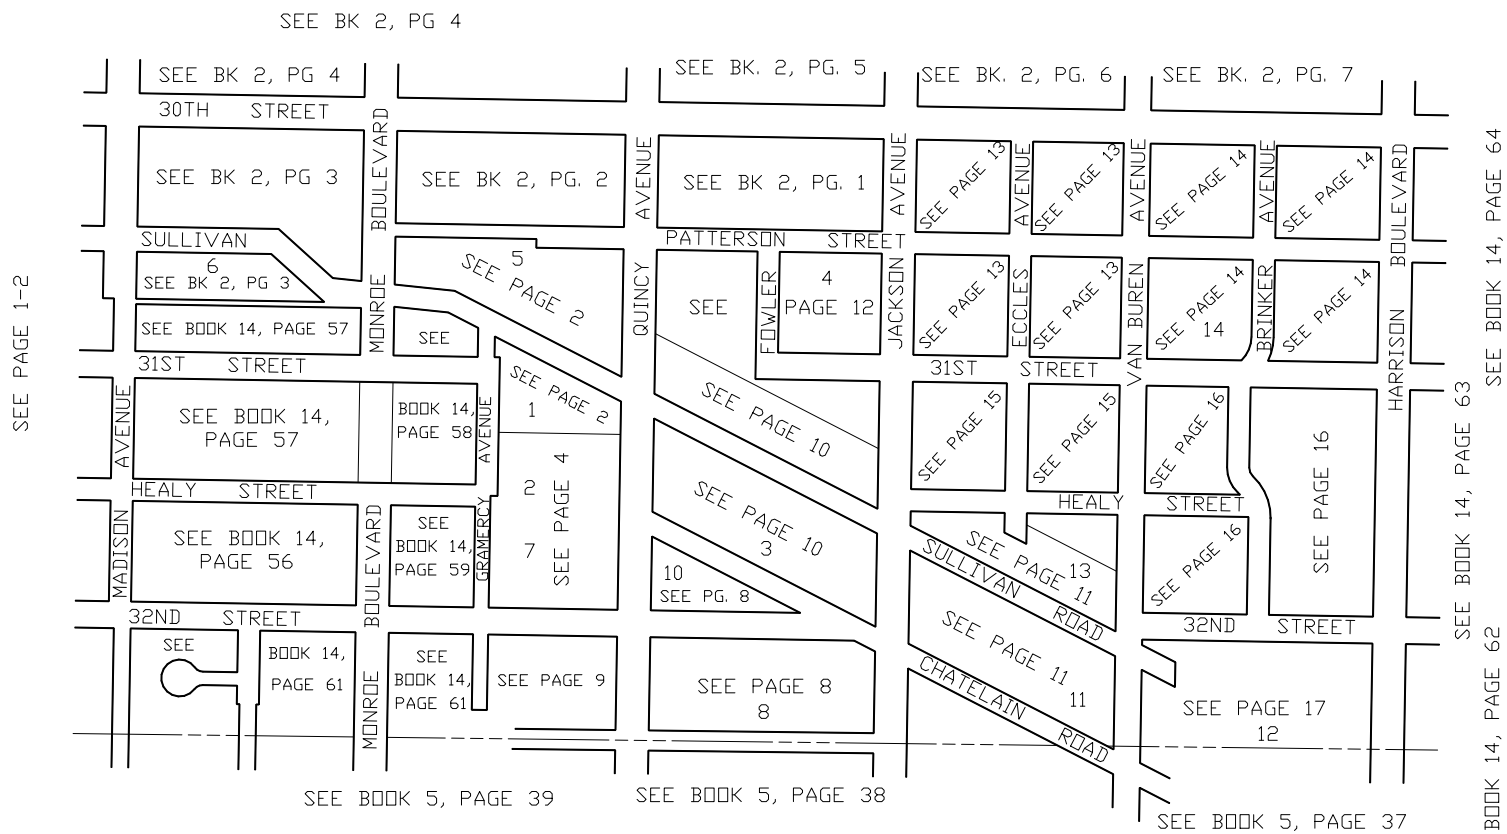 SEE BK 2, PG 4
SEE BK 2, PG 4
SEE BK. 2, PG. 5
SEE BK. 2, PG. 6
SEE BK. 2, PG. 7
30TH STREET
SEE BK 2, PG 3
BOULEVARD
SEE BK 2, PG. 2
AVENUE
SEE BK 2, PG. 1
AVENUE
SEE PAGE 13
AVENUE
SEE PAGE 13
AVENUE
SEE PAGE 14
AVENUE
SEE PAGE 14
BOULEVARD
SEE BOOK 14, PAGE 64
SULLIVAN
PATTERSON STREET
6
SEE BK 2, PG 3
5
SEE PAGE 2
QUINCY
SEE
FOWLER
4
PAGE 12
JACKSON
SEE PAGE 13
ECCLES
SEE PAGE 13
VAN BUREN
SEE PAGE 14
14
BRINKER
SEE PAGE 14
HARRISON
SEE PAGE 1-2
SEE BOOK 14, PAGE 57
MONROE
SEE
31ST STREET
31ST STREET
AVENUE
SEE BOOK 14,
PAGE 57
BOOK 14,
PAGE 58
AVENUE
SEE PAGE 2
1
SEE PAGE 10
SEE PAGE 15
SEE PAGE 15
SEE PAGE 16
SEE PAGE 16
SEE BOOK 14, PAGE 63
HEALY STREET
2
SEE PAGE 4
7
HEALY STREET
MADISON
SEE BOOK 14,
PAGE 56
BOULEVARD
SEE
BOOK 14,
PAGE 59
GRAMERCY
SEE PAGE 10
3
SEE PAGE 11
13
SULLIVAN ROAD
SEE PAGE 16
10
SEE PG. 8
32ND STREET
32ND STREET
SEE
BOOK 14,
PAGE 61
MONROE
SEE
BOOK 14,
PAGE 61
SEE PAGE 9
SEE PAGE 8
8
SEE PAGE 11
11
CHATELAIN ROAD
SEE PAGE 17
12
BOOK 14, PAGE 62
SEE BOOK 5, PAGE 39
SEE BOOK 5, PAGE 38
SEE BOOK 5, PAGE 37